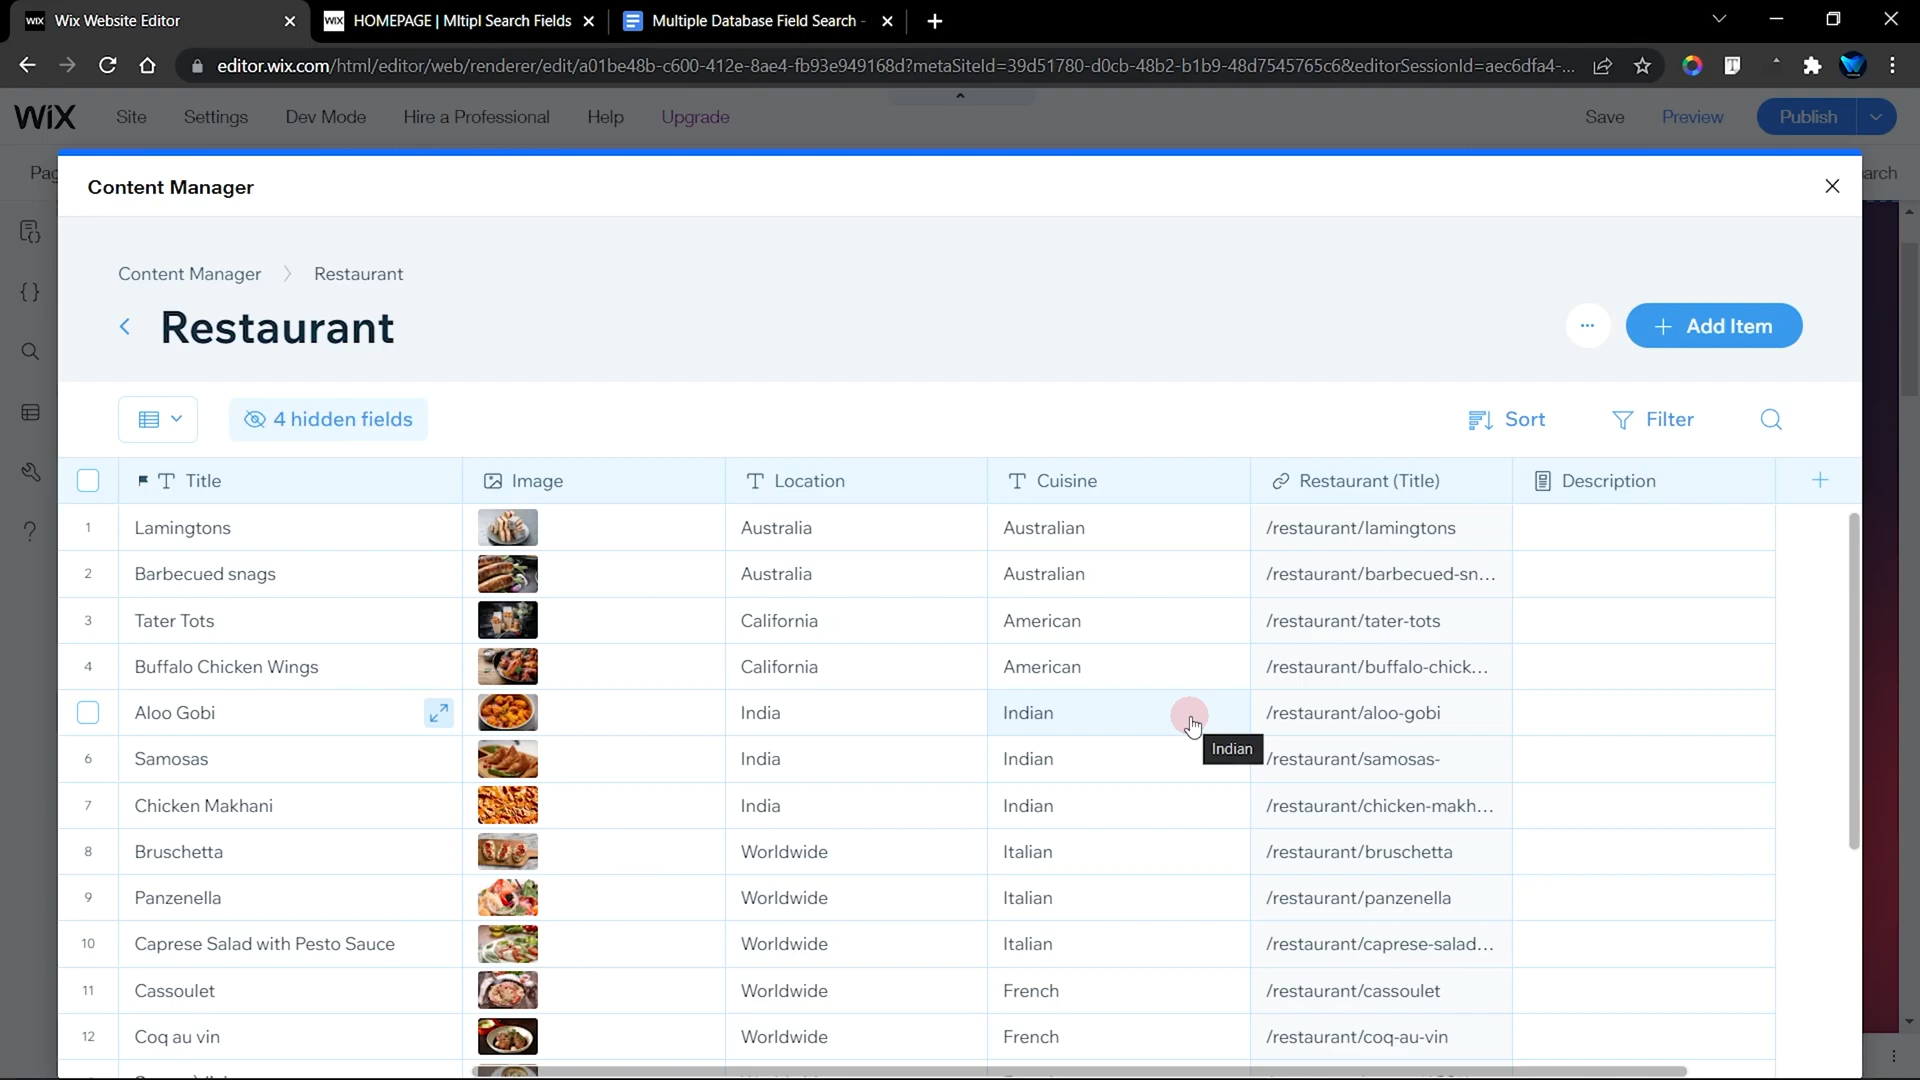 WIX Wix Website Editor
WIX HOMEPAGE | Mltipl Search Fields
Multiple Database Field Search -
editor.wix.com/html/editor/web/renderer/edit/a01be48b-c600-412e-8ae4-fb93e949168d?metaSiteId=39d51780-d0cb-48b2-b1b9-48d7545765c6&editorSessionId=aec6dfa4-...
WIX Site Settings Dev Mode Hire a Professional Help Upgrade Save Preview Publish
Pag
arch
Content Manager
Content Manager > Restaurant
Restaurant
... + Add Item
4 hidden fields Sort Filter
Title Image Location Cuisine Restaurant (Title) Description +
1 Lamingtons Australia Australian /restaurant/lamingtons
2 Barbecued snags Australia Australian /restaurant/barbecued-sn...
3 Tater Tots California American /restaurant/tater-tots
4 Buffalo Chicken Wings California American /restaurant/buffalo-chick...
Aloo Gobi India Indian /restaurant/aloo-gobi
Indian
6 Samosas India Indian /restaurant/samosas-
7 Chicken Makhani India Indian /restaurant/chicken-makh...
8 Bruschetta Worldwide Italian /restaurant/bruschetta
9 Panzenella Worldwide Italian /restaurant/panzenella
10 Caprese Salad with Pesto Sauce Worldwide Italian /restaurant/caprese-salad...
11 Cassoulet Worldwide French /restaurant/cassoulet
12 Coq au vin Worldwide French /restaurant/coq-au-vin